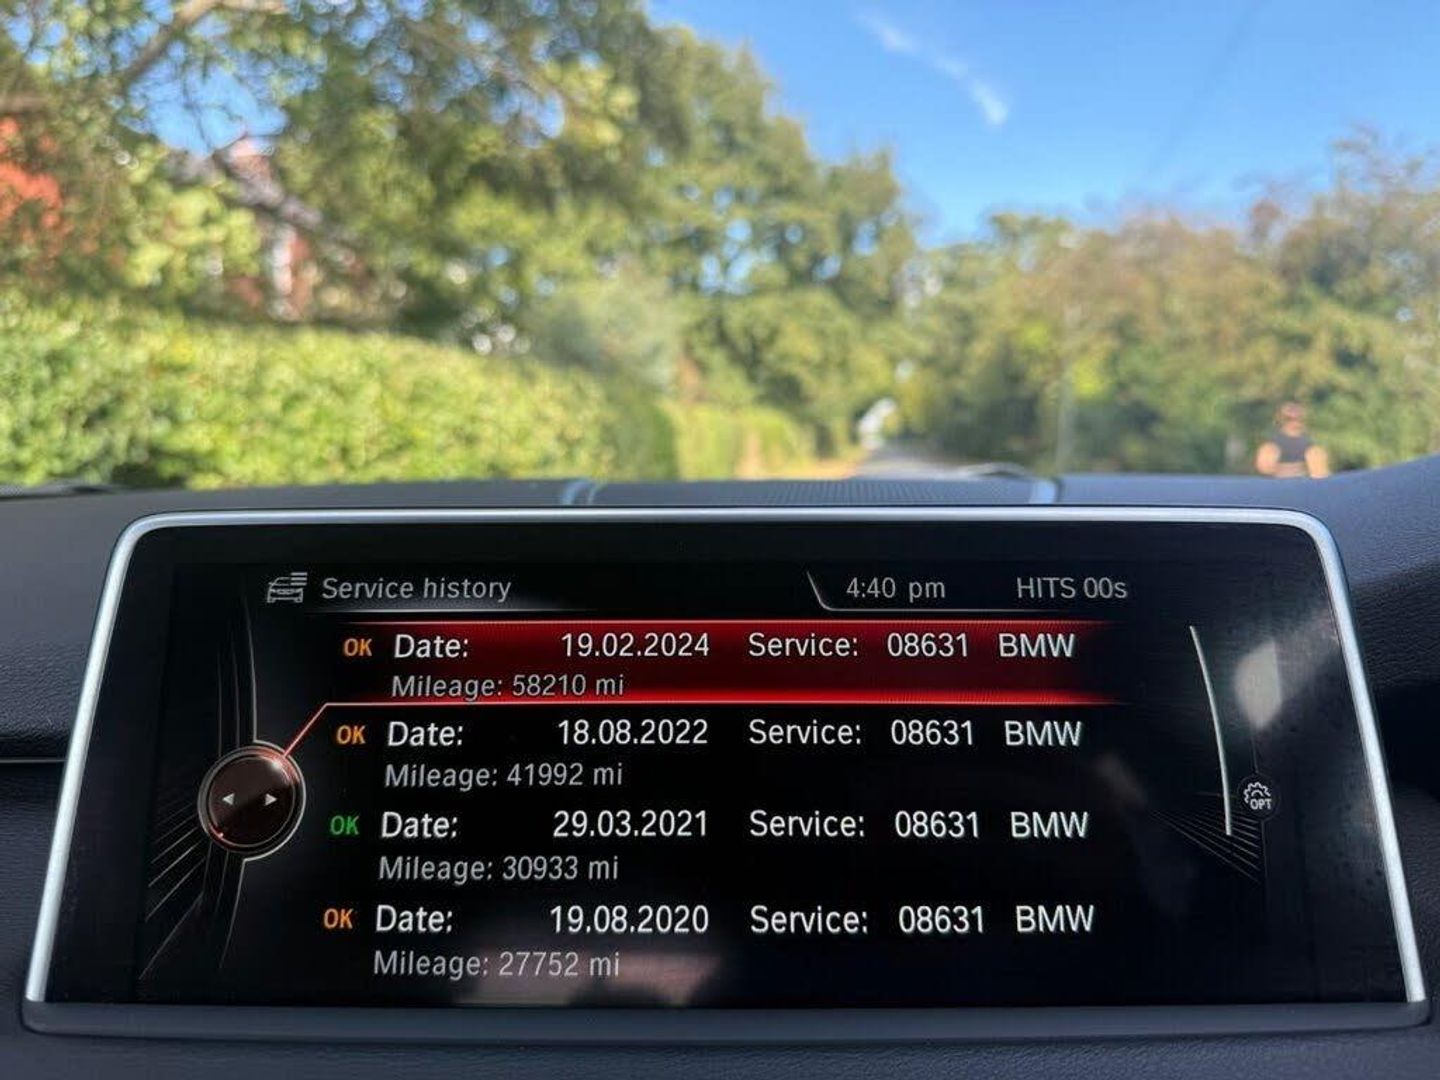 Service history 4:40 pm HITS 00s
OK Date: 19.02.2024 Service: 08631 BMW
Mileage: 58210 mi
OK Date: 18.08.2022 Service: 08631 BMW
Mileage: 41992 mi
OK Date: 29.03.2021 Service: 08631 BMW
Mileage: 30933 mi
OPT
OK Date: 19.08.2020 Service: 08631 BMW
Mileage: 27752 mi